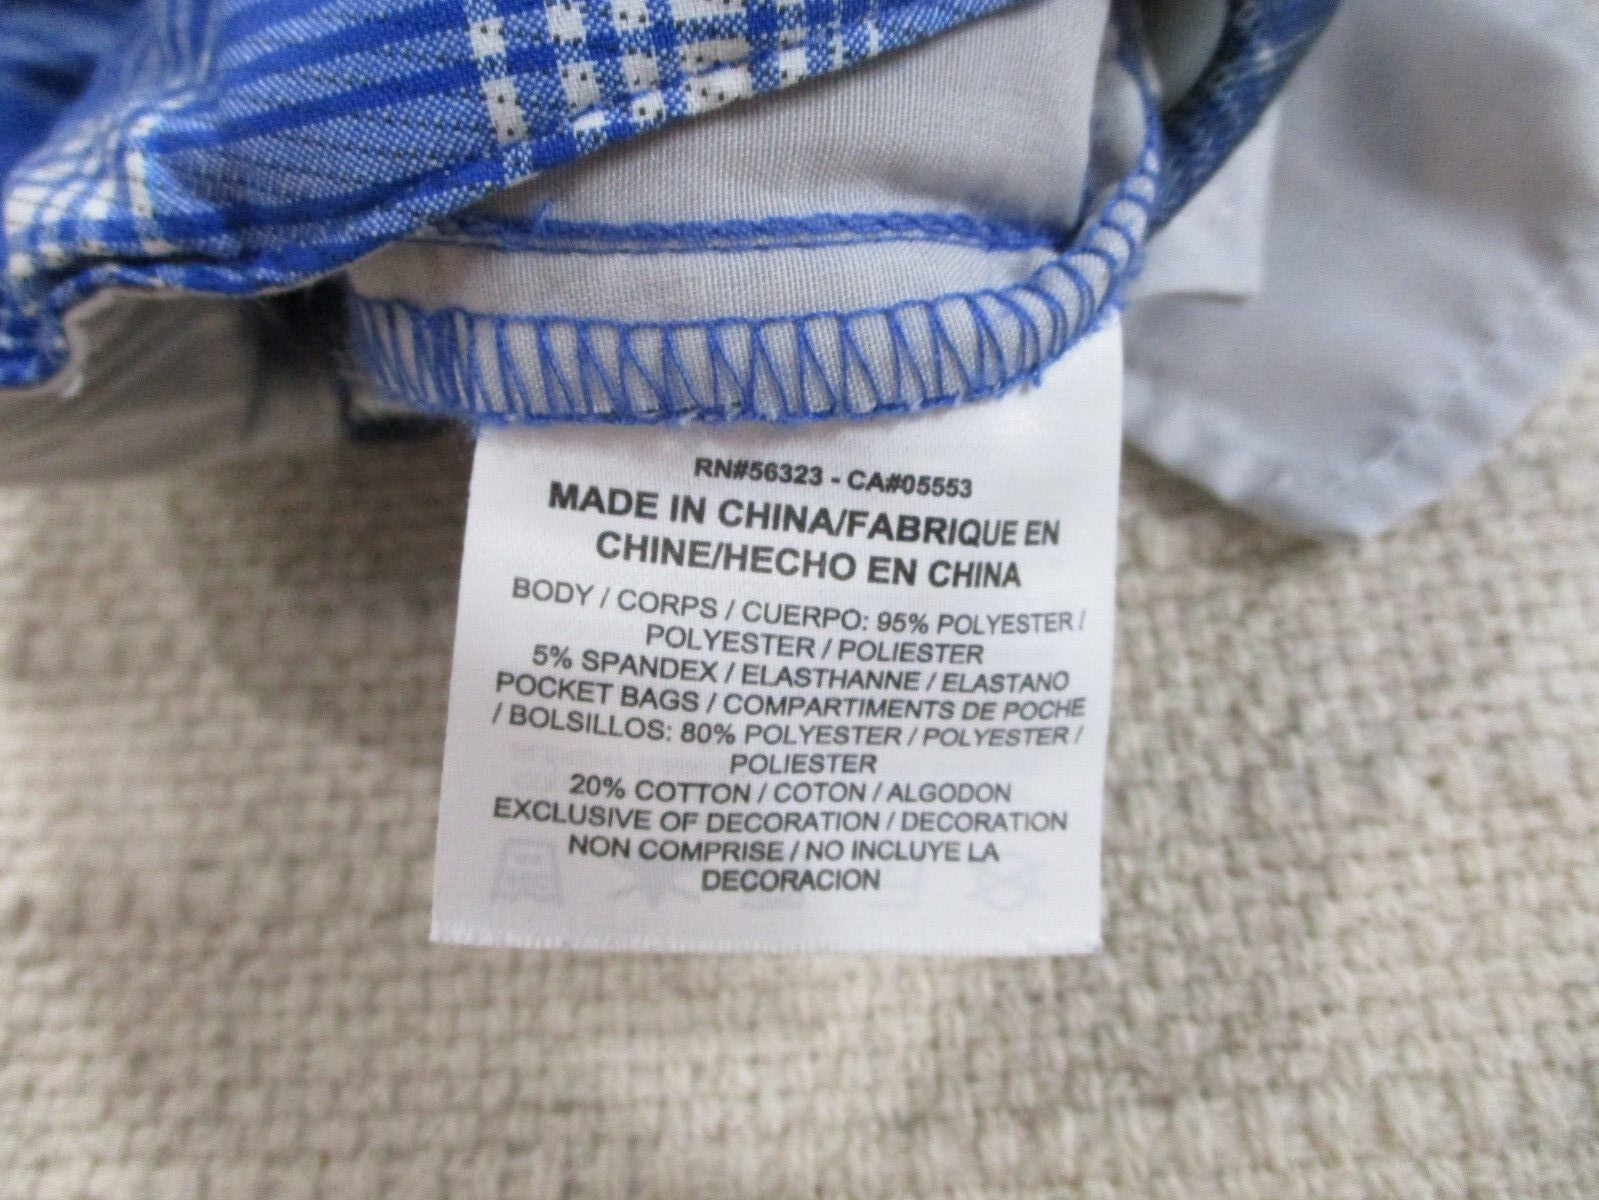 RN#56323 - CA#05553
MADE IN CHINA/FABRIQUE EN
CHINE/HECHO EN CHINA
BODY / CORPS / CUERPO: 95% POLYESTER /
POLYESTER / POLIESTER
5% SPANDEX / ELASTHANNE / ELASTANO
POCKET BAGS / COMPARTIMENTS DE POCHE
/ BOLSILLOS: 80% POLYESTER / POLYESTER /
POLIESTER
20% COTTON / COTON / ALGODON
EXCLUSIVE OF DECORATION / DECORATION
NON COMPRISE / NO INCLUYE LA
DECORACION